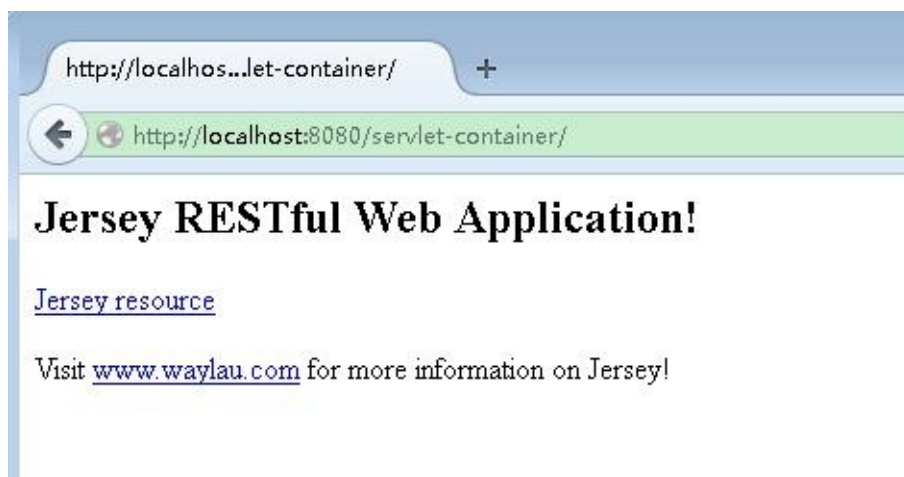 http://localhos...let-container/
http://localhost:8080/servlet-container/
Jersey RESTful Web Application!
Jersey resource
Visit www.waylau.com for more information on Jersey!